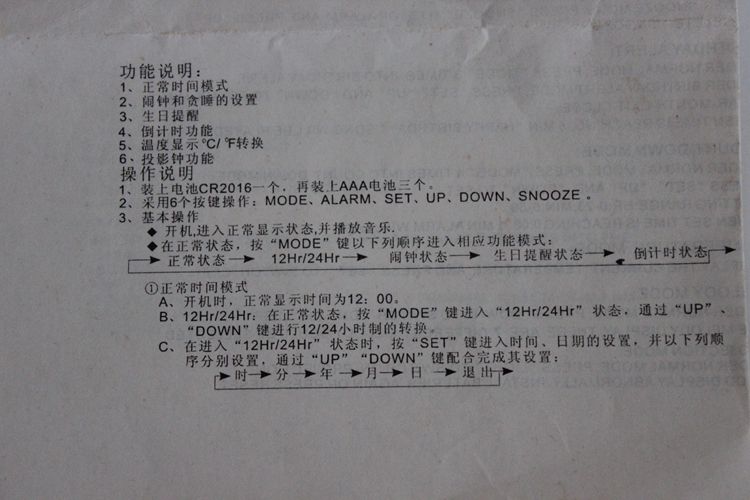 功能说明：
1、正常时间模式
2、闹钟和贪睡的设置
3、生日提醒
4、倒计时功能
5、温度显示℃/℉转换
6、投影钟功能
操作说明
1、装上电池CR2016一个，再装上AAA电池三个。
2、采用6个按键操作：MODE、ALARM、SET、UP、DOWN、SNOOZE 。
3、基本操作
◆ 开机,进入正常显示状态,并播放音乐.
◆在正常状态，按“MODE”键以下列顺序进入相应功能模式：
正常状态→ 12Hr/24Hr→ 闹钟状态→ 生日提醒状态→ 倒计时状态→
①正常时间模式
A、开机时，正常显示时间为12：00。
B、12Hr/24Hr：在正常状态，按“MODE”键进入“12Hr/24Hr”状态，通过“UP”、
“DOWN”键进行12/24小时制的转换。
C、在进入“12Hr/24Hr”状态时，按“SET”键进入时间、日期的设置，并以下列顺
序分别设置，通过“UP”“DOWN”键配合完成其设置：
→时→分→年→月→日→退出→